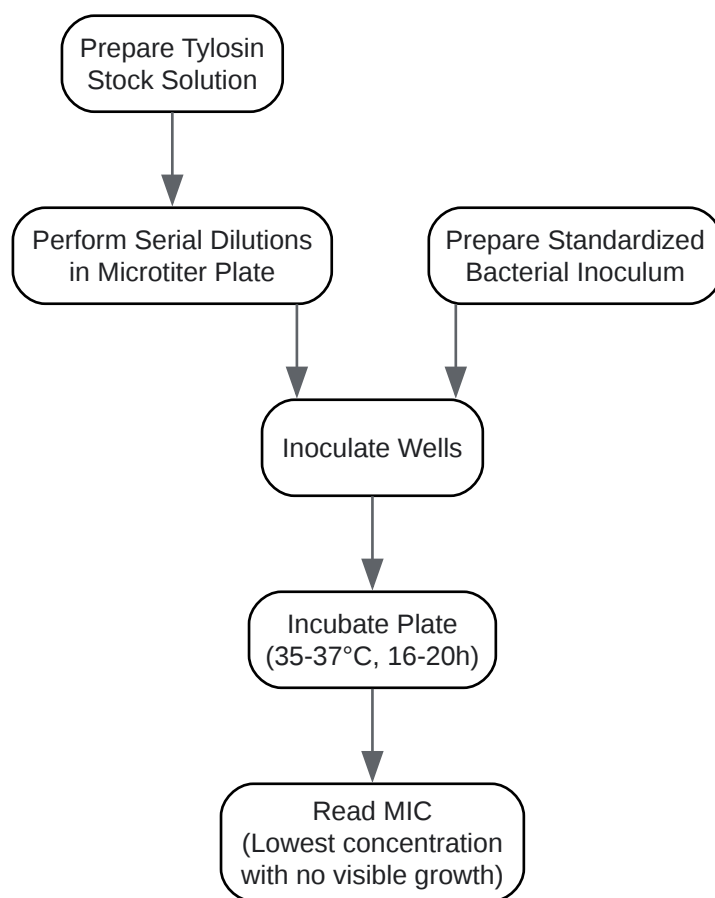 Prepare Tylosin
Stock Solution
Perform Serial Dilutions
in Microtiter Plate
Prepare Standardized
Bacterial Inoculum
Inoculate Wells
Incubate Plate
(35-37°C, 16-20h)
Read MIC
(Lowest concentration
with no visible growth)